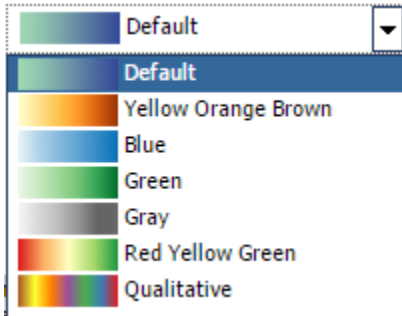 Default
Default
Yellow Orange Brown
Blue
Green
Gray
Red Yellow Green
Qualitative